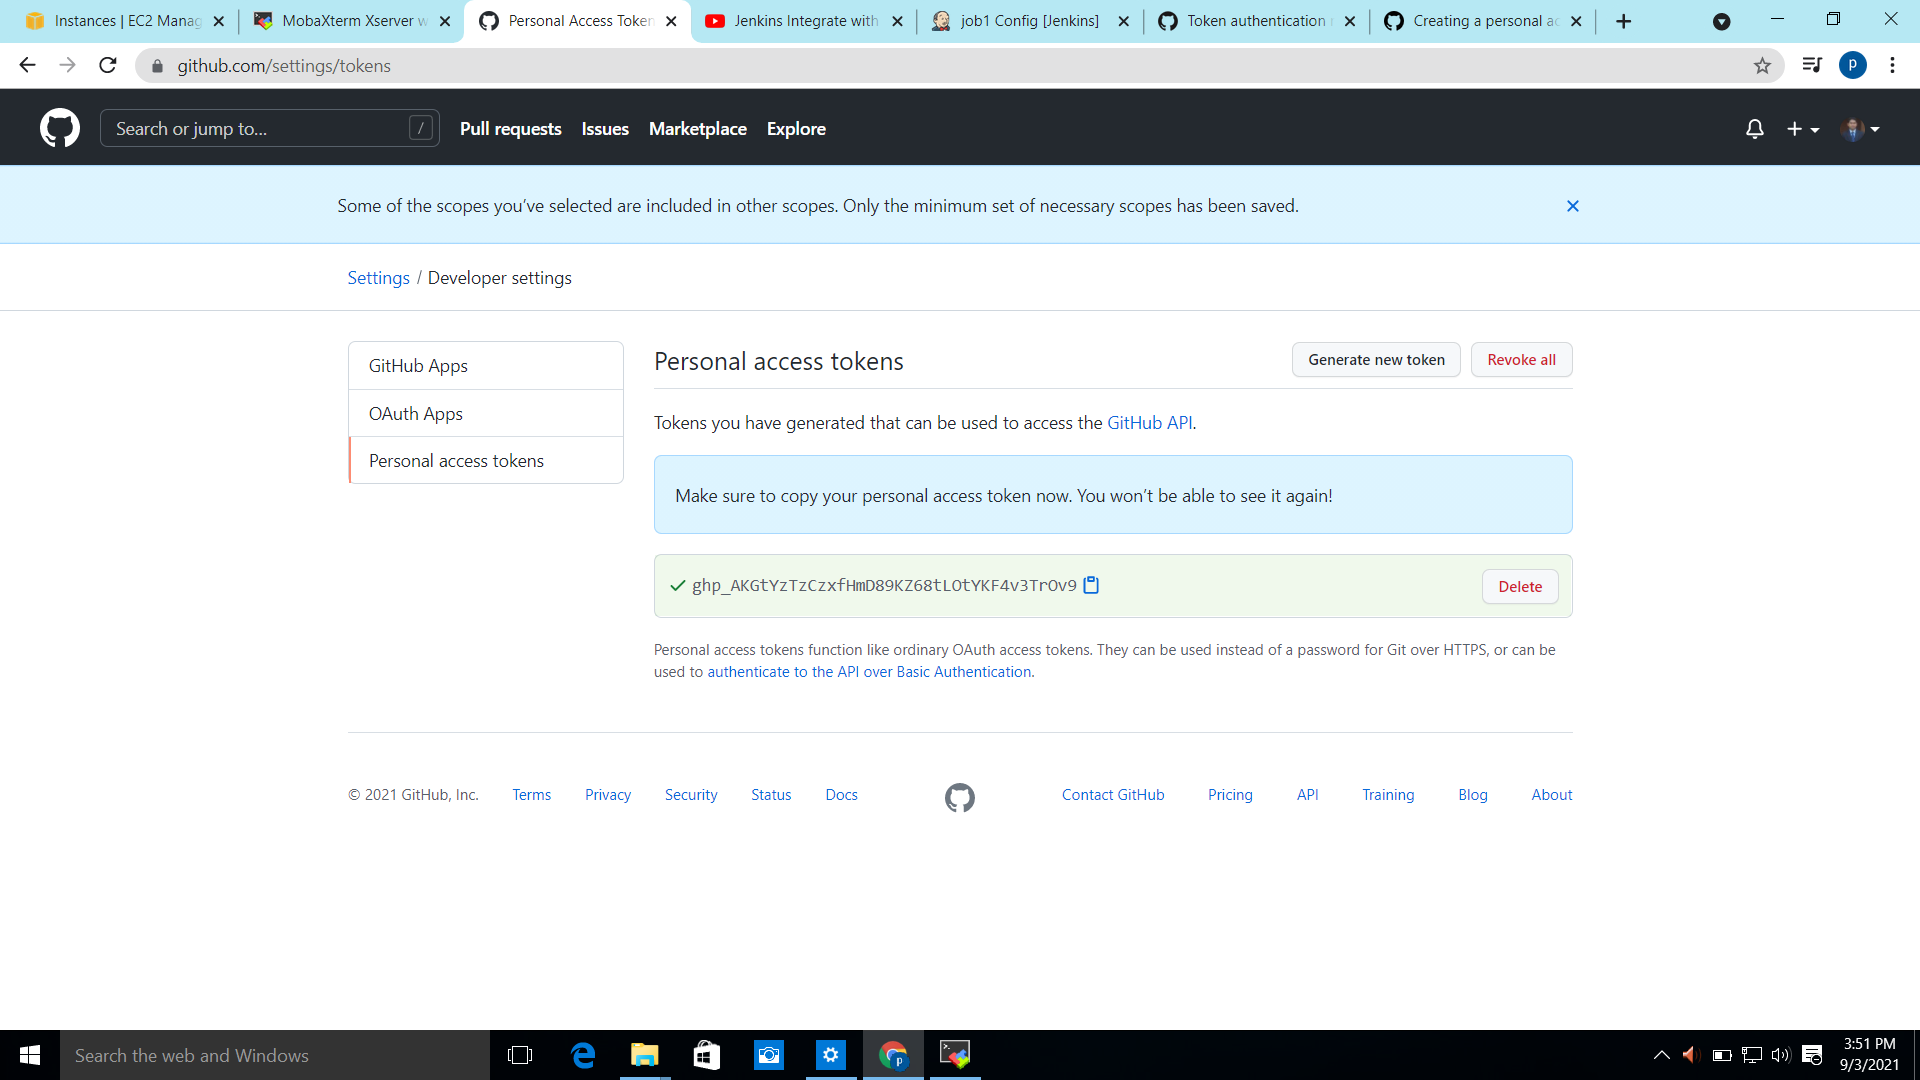 Instances | EC2 Manag
MobaXterm Xserver w
Personal Access Token
Jenkins Integrate with
job1 Config [Jenkins]
Token authentication
Creating a personal ac
github.com/settings/tokens
P
Search or jump to...
/
Pull requests
Issues
Marketplace
Explore
Some of the scopes you’ve selected are included in other scopes. Only the minimum set of necessary scopes has been saved.
Settings / Developer settings
GitHub Apps
OAuth Apps
Personal access tokens
Personal access tokens
Generate new token
Revoke all
Tokens you have generated that can be used to access the GitHub API.
Make sure to copy your personal access token now. You won’t be able to see it again!
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
Delete
Personal access tokens function like ordinary OAuth access tokens. They can be used instead of a password for Git over HTTPS, or can be
used to authenticate to the API over Basic Authentication.
© 2021 GitHub, Inc.
Terms
Privacy
Security
Status
Docs
Contact GitHub
Pricing
API
Training
Blog
About
Search the web and Windows
P
3:51 PM
9/3/2021